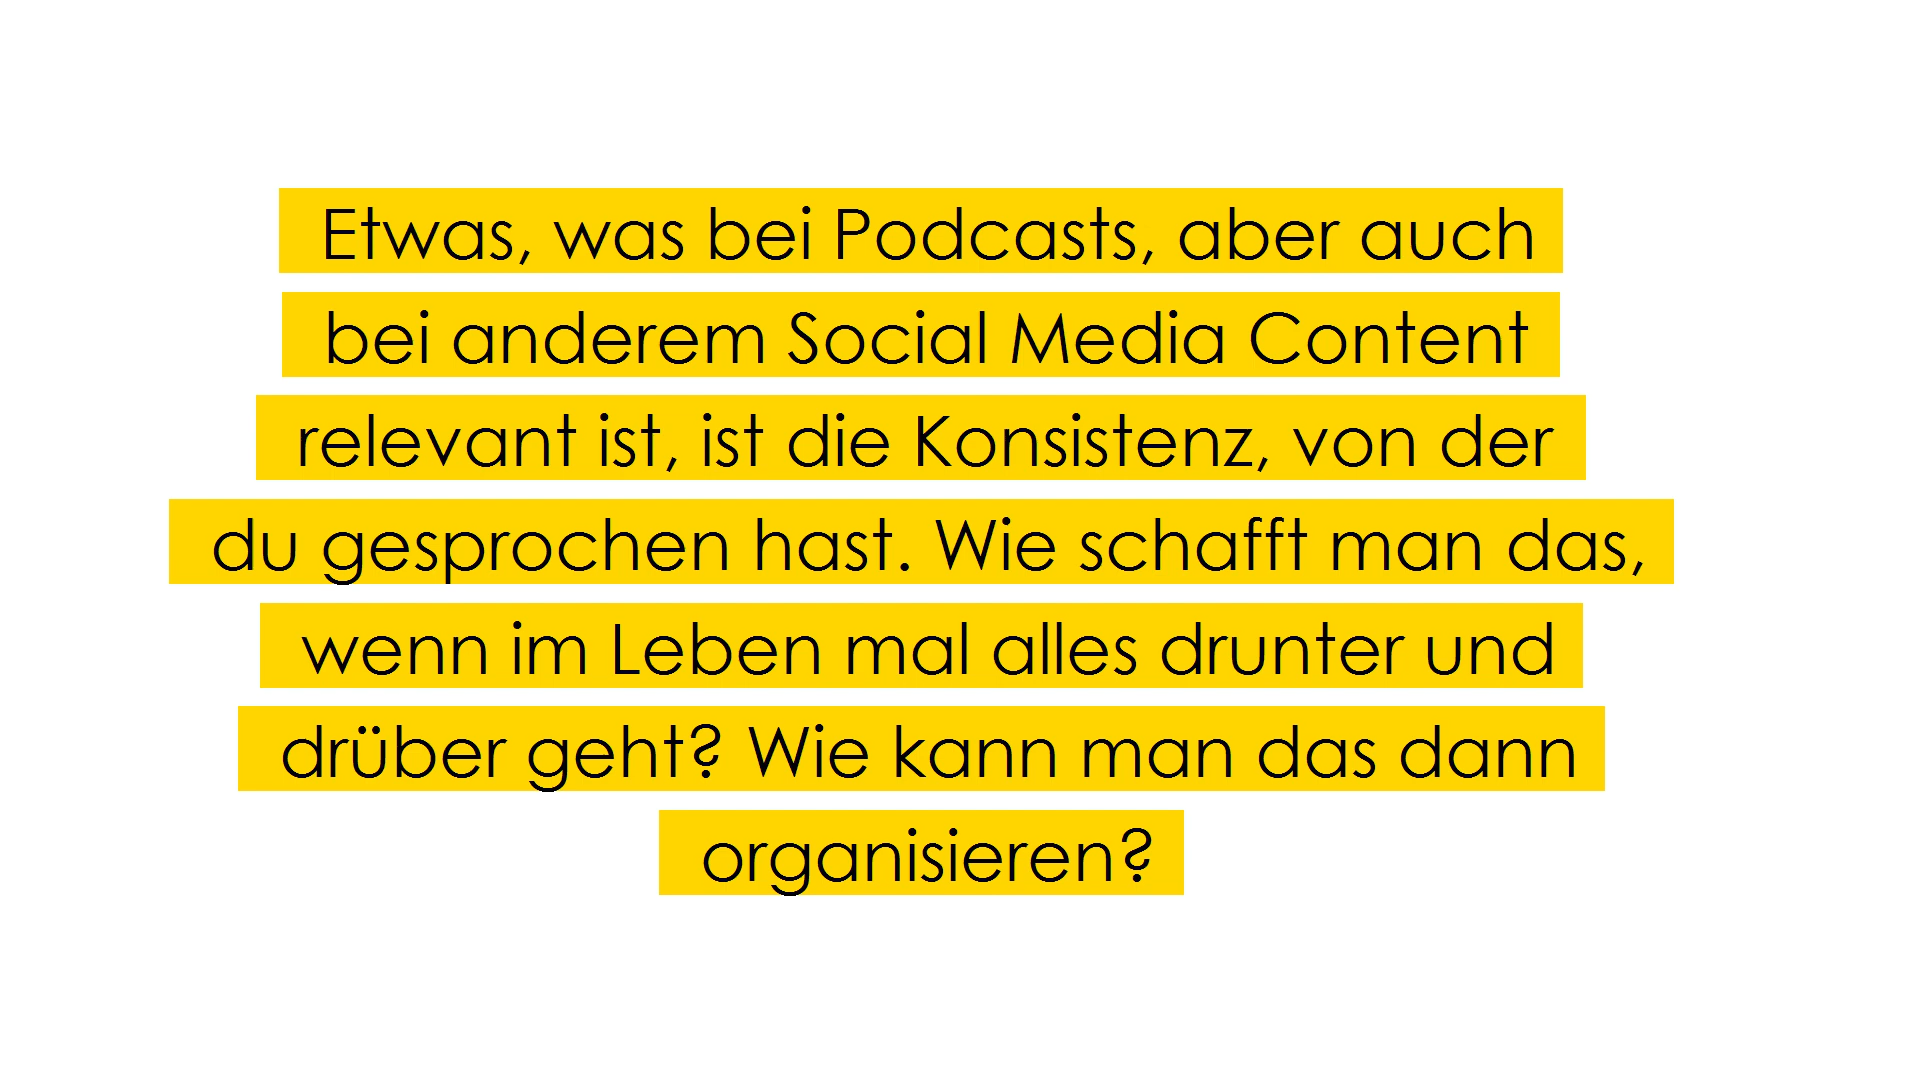 Etwas, was bei Podcasts, aber auch
bei anderem Social Media Content
relevant ist, ist die Konsistenz, von der
du gesprochen hast. Wie schafft man das,
wenn im Leben mal alles drunter und
drüber geht? Wie kann man das dann
organisieren?